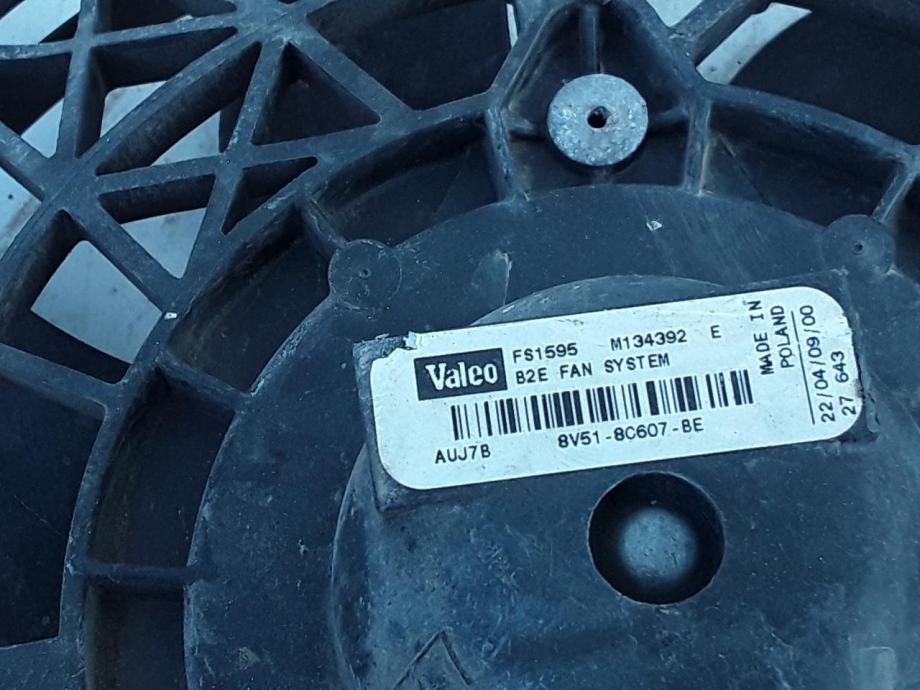 Valeo
FS1595 M134392 E
B2E FAN SYSTEM
8V51-8C607-BE
AUJ7B
MADE IN
POLAND
22/04/09/00
27 643